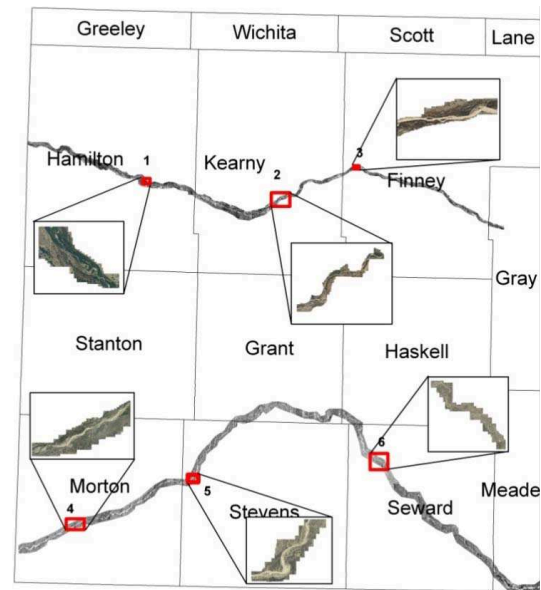 Greeley Wichita Scott Lane
Hamilton 1 Kearny 2 3 Finney
Gray
Stanton Grant Haskell
Morton 4 5 Stevens 6 Seward Meade